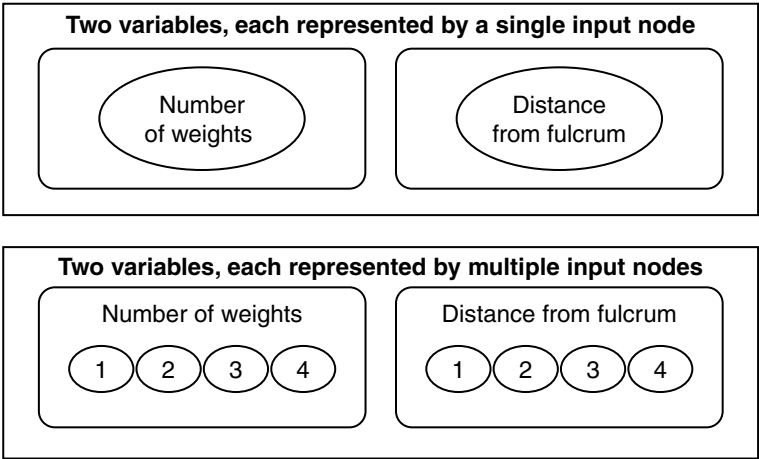 Two variables, each represented by a single input node
Number
of weights
Distance
from fulcrum
Two variables, each represented by multiple input nodes
Number of weights
1 2 3 4
Distance from fulcrum
1 2 3 4